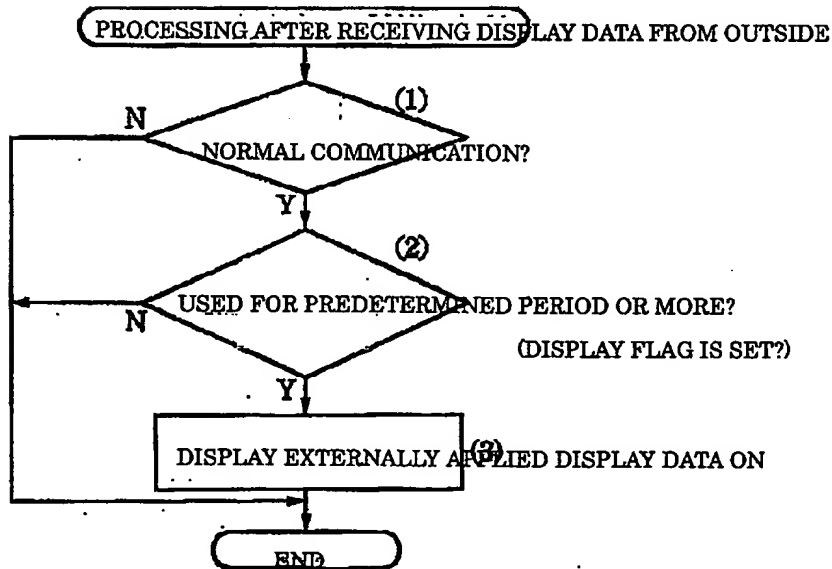 PROCESSING AFTER RECEIVING DISPLAY DATA FROM OUTSIDE
(1)
N
NORMAL COMMUNICATION?
Y
(2)
USED FOR PREDETERMINED PERIOD OR MORE?
N
(DISPLAY FLAG IS SET?)
Y
(3)
DISPLAY EXTERNALLY APPLIED DISPLAY DATA ON
END